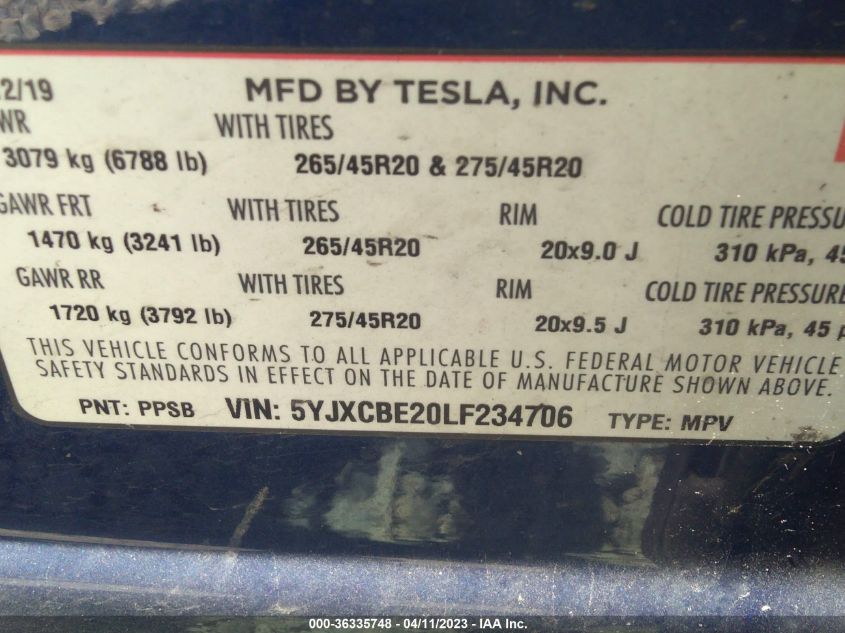 2/19 MFD BY TESLA, INC.
WR WITH TIRES
3079 kg (6788 lb) 265/45R20 & 275/45R20
GAWR FRT WITH TIRES RIM COLD TIRE PRESSU
1470 kg (3241 lb) 265/45R20 20x9.0 J 310 kPa, 45
GAWR RR WITH TIRES RIM COLD TIRE PRESSURE
1720 kg (3792 lb) 275/45R20 20x9.5 J 310 kPa, 45 p
THIS VEHICLE CONFORMS TO ALL APPLICABLE U.S. FEDERAL MOTOR VEHICLE
SAFETY STANDARDS IN EFFECT ON THE DATE OF MANUFACTURE SHOWN ABOVE.
PNT: PPSB VIN: 5YJXCBE20LF234706 TYPE: MPV
000-36335748 - 04/11/2023 - IAA Inc.